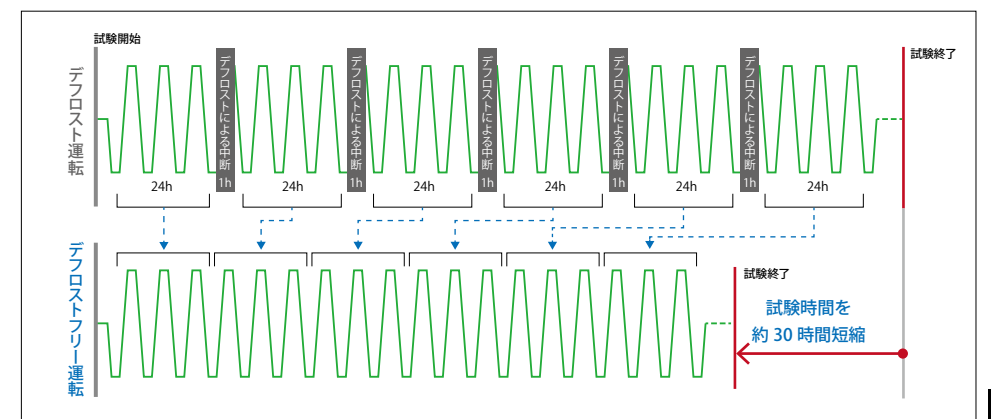 試験開始
試験終了
デフロスト運転
デフロストによる中断 1h
デフロストによる中断 1h
デフロストによる中断 1h
デフロストによる中断 1h
デフロストによる中断 1h
24h
24h
24h
24h
24h
24h
デフロストフリー運転
試験終了
試験時間を
約 30 時間短縮